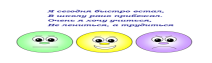 Я сегодня быстро встал,
В школу рано прибежал.
Очень я хочу учиться,
Не лениться, а трудиться